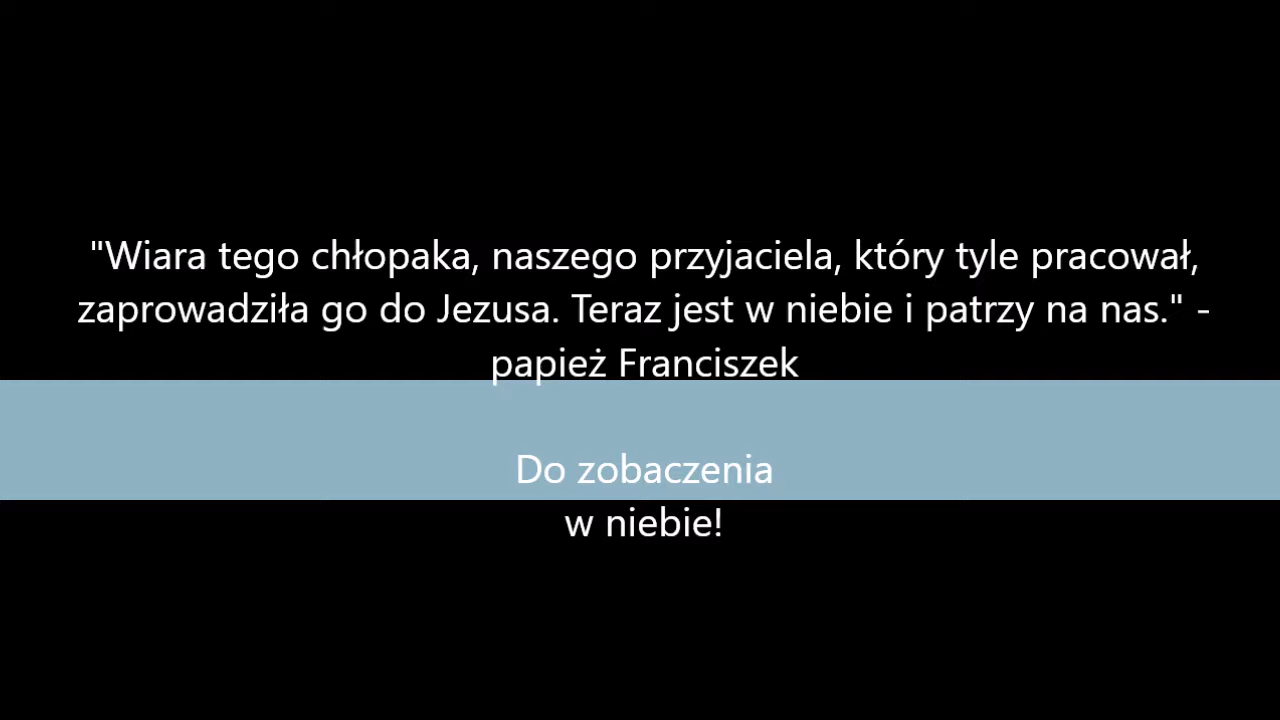 "Wiara tego chłopaka, naszego przyjaciela, który tyle pracował,
zaprowadziła go do Jezusa. Teraz jest w niebie i patrzy na nas." -
papież Franciszek
Do zobaczenia
w niebie!